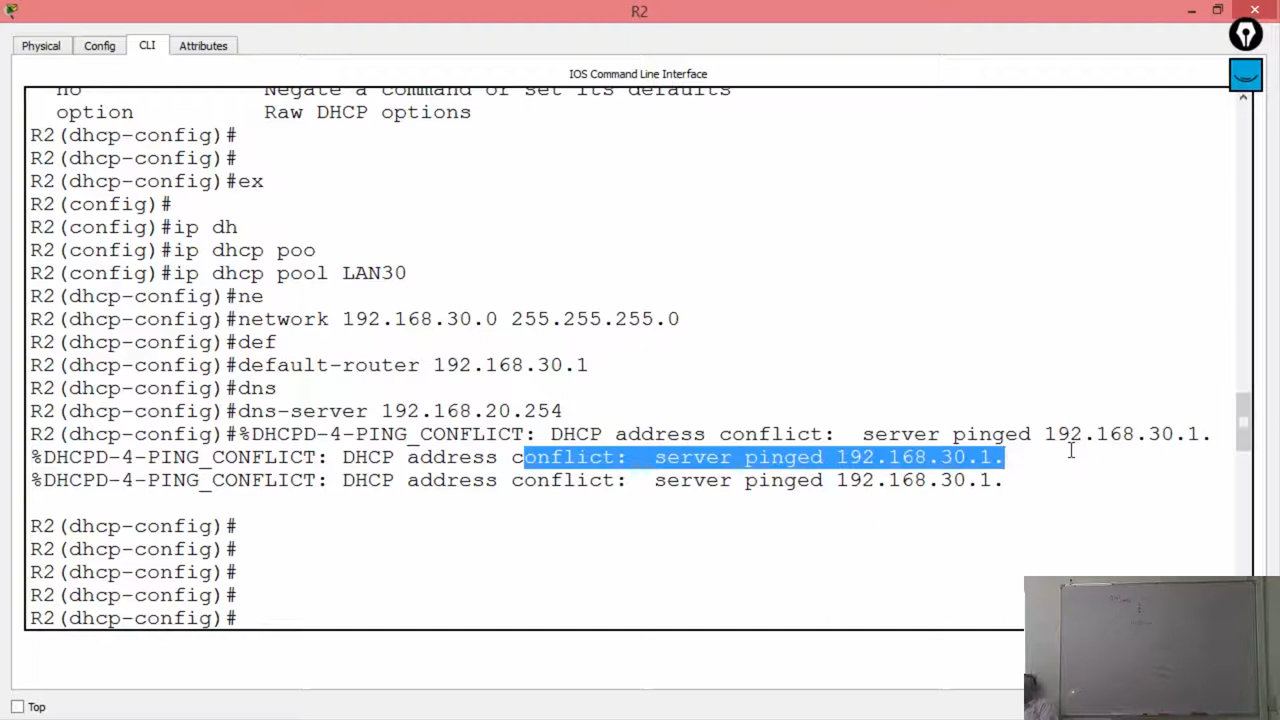 R2
Physical Config CLI Attributes
IOS Command Line Interface
no Negate a command or set its defaults
option Raw DHCP options
R2(dhcp-config)#
R2(dhcp-config)#
R2(dhcp-config)#ex
R2(config)#
R2(config)#ip dh
R2(config)#ip dhcp poo
R2(config)#ip dhcp pool LAN30
R2(dhcp-config)#ne
R2(dhcp-config)#network 192.168.30.0 255.255.255.0
R2(dhcp-config)#def
R2(dhcp-config)#default-router 192.168.30.1
R2(dhcp-config)#dns
R2(dhcp-config)#dns-server 192.168.20.254
R2(dhcp-config)#%DHCPD-4-PING_CONFLICT: DHCP address conflict:  server pinged 192.168.30.1.
%DHCPD-4-PING_CONFLICT: DHCP address conflict:  server pinged 192.168.30.1.
%DHCPD-4-PING_CONFLICT: DHCP address conflict:  server pinged 192.168.30.1.
R2(dhcp-config)#
R2(dhcp-config)#
R2(dhcp-config)#
R2(dhcp-config)#
R2(dhcp-config)#
Top